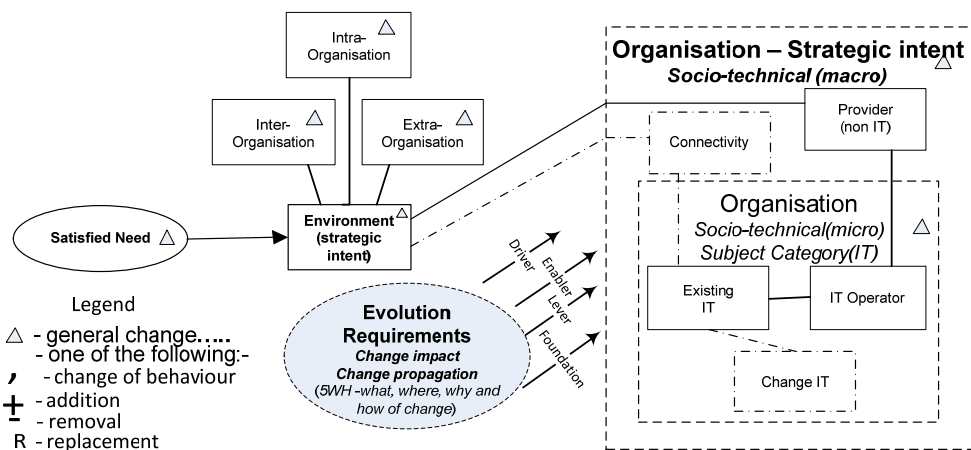 Intra-
Organisation
Inter-
Organisation
Extra-
Organisation
Satisfied Need
Environment
(strategic
intent)
Organisation – Strategic intent
Socio-technical (macro)
Provider
(non IT)
Connectivity
Organisation
Socio-technical(micro)
Subject Category(IT)
Existing
IT
IT Operator
Change IT
Driver
Enabler
Lever
Foundation
Evolution
Requirements
Change impact
Change propagation
(5WH -what, where, why and
how of change)
Legend
- general change.....
- one of the following:-
, - change of behaviour
+ - addition
- - removal
R - replacement